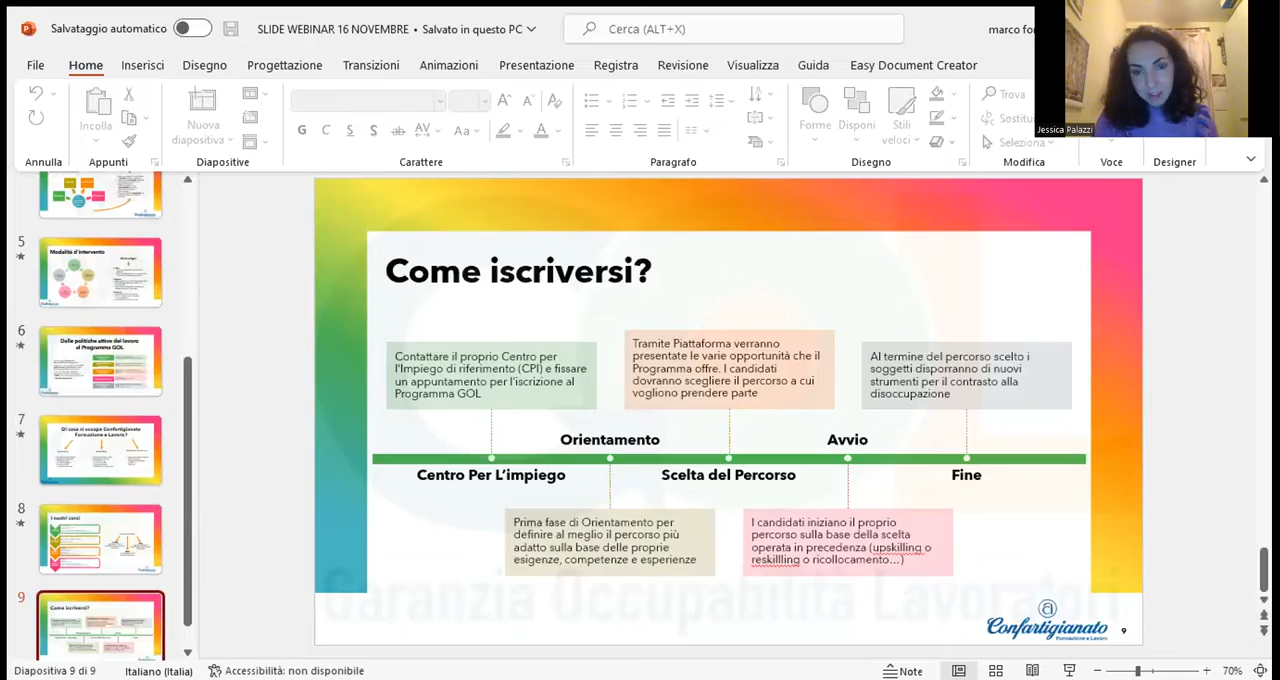 Salvataggio automatico
SLIDE WEBINAR 16 NOVEMBRE • Salvato in questo PC
Cerca (ALT+X)
marco for
Jessica Palazzi
File Home Inserisci Disegno Progettazione Transizioni Animazioni Presentazione Registra Revisione Visualizza Guida Easy Document Creator
Incolla
Nuova
diapositiva
G C S S ab AV Aa A
Forme Disponi Stili
veloci
Trova
Sostitu
Seleziona
Annulla Appunti Diapositive Carattere Paragrafo Disegno Modifica Voce Designer
5
Modalità d'intervento
6
Dalle politiche attive del lavoro
al Programma GOL
7
Di cosa si occupa Confartigianato
Formazione e Lavoro?
8
I nostri corsi
9
Come iscriversi?
Come iscriversi?
Contattare il proprio Centro per
l'Impiego di riferimento (CPI) e fissare
un appuntamento per l'iscrizione al
Programma GOL
Tramite Piattaforma verranno
presentate le varie opportunità che il
Programma offre. I candidati
dovranno scegliere il percorso a cui
vogliono prendere parte
Al termine del percorso scelto i
soggetti disporranno di nuovi
strumenti per il contrasto alla
disoccupazione
Orientamento
Avvio
Centro Per L'impiego
Scelta del Percorso
Fine
Prima fase di Orientamento per
definire al meglio il percorso più
adatto sulla base delle proprie
esigenze, competenze e esperienze
I candidati iniziano il proprio
percorso sulla base della scelta
operata in precedenza (upskilling o
reskillling o ricollocamento...)
Garanzia Occupabilità Lavoratori
Confartigianato
Formazione e Lavoro
9
Diapositiva 9 di 9
Italiano (Italia)
Accessibilità: non disponibile
Note
70%